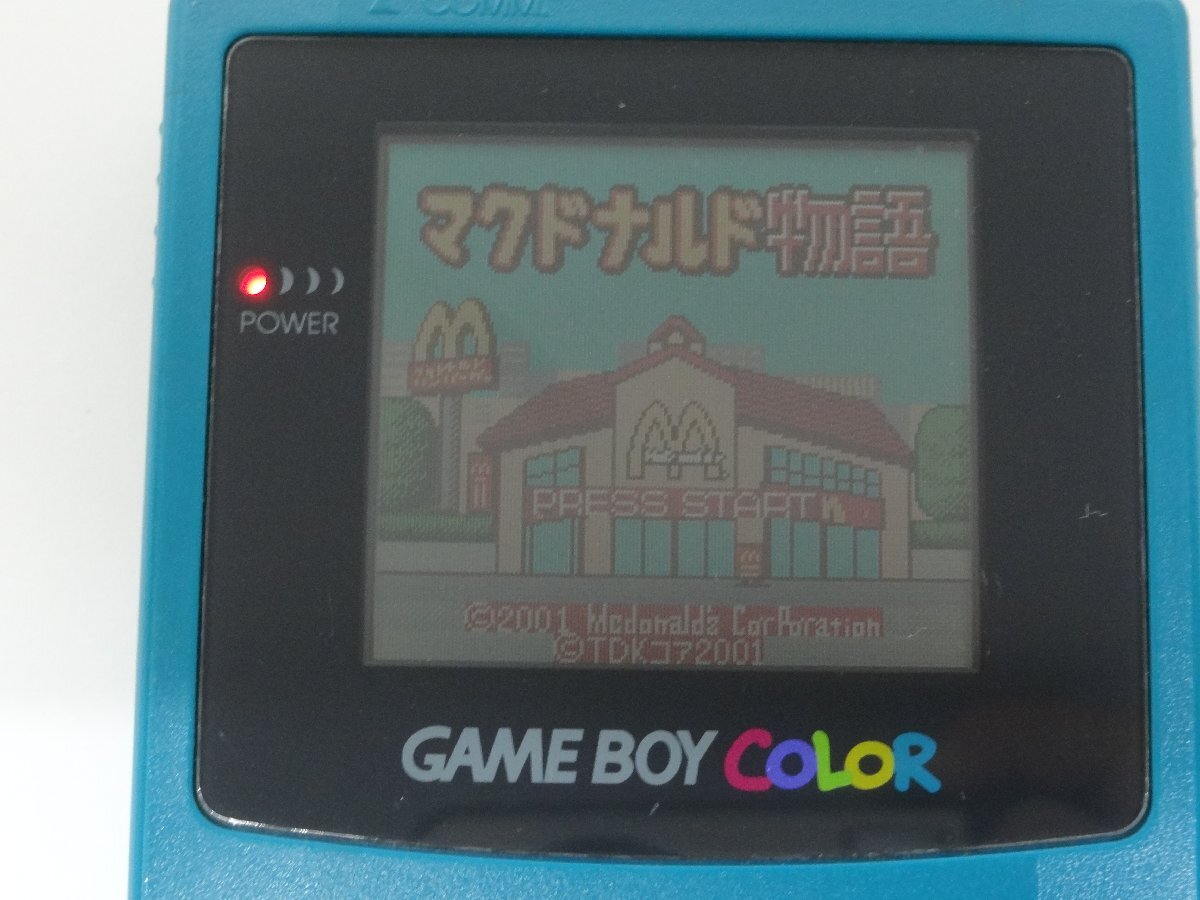 COMM.
マクドナルド物語
POWER
PRESS START
©2001 McDonald's Corporation
©TDKコア2001
GAME BOY COLOR